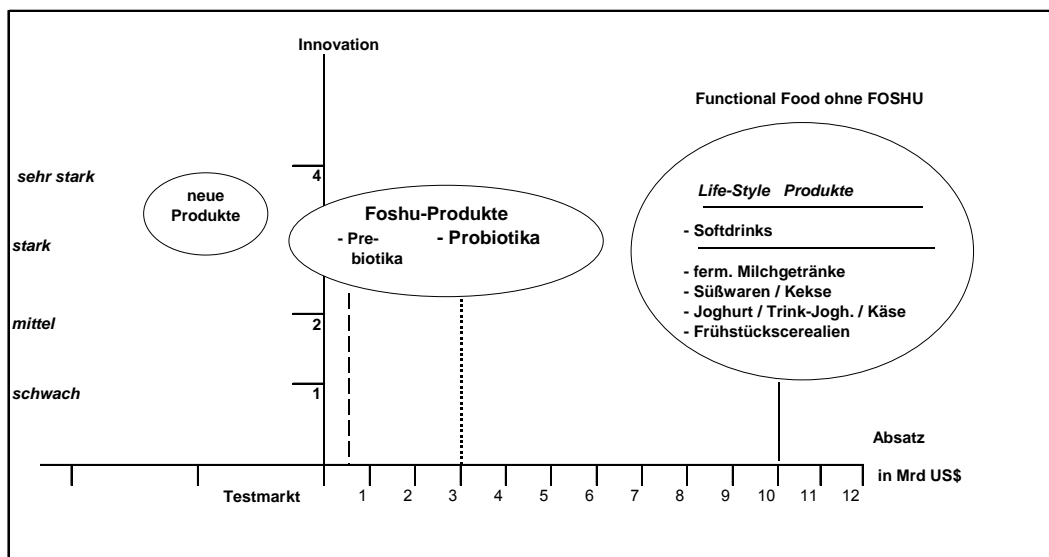 Innovation
Functional Food ohne FOSHU
sehr stark
4
neue
Produkte
Life-Style Produkte
Foshu-Produkte
- Pre-
biotika
- Probiotika
stark
- Softdrinks
- ferm. Milchgetränke
- Süßwaren / Kekse
- Joghurt / Trink-Jogh. / Käse
- Frühstückscerealien
mittel
2
schwach
1
Absatz
in Mrd US$
Testmarkt
1 2 3 4 5 6 7 8 9 10 11 12